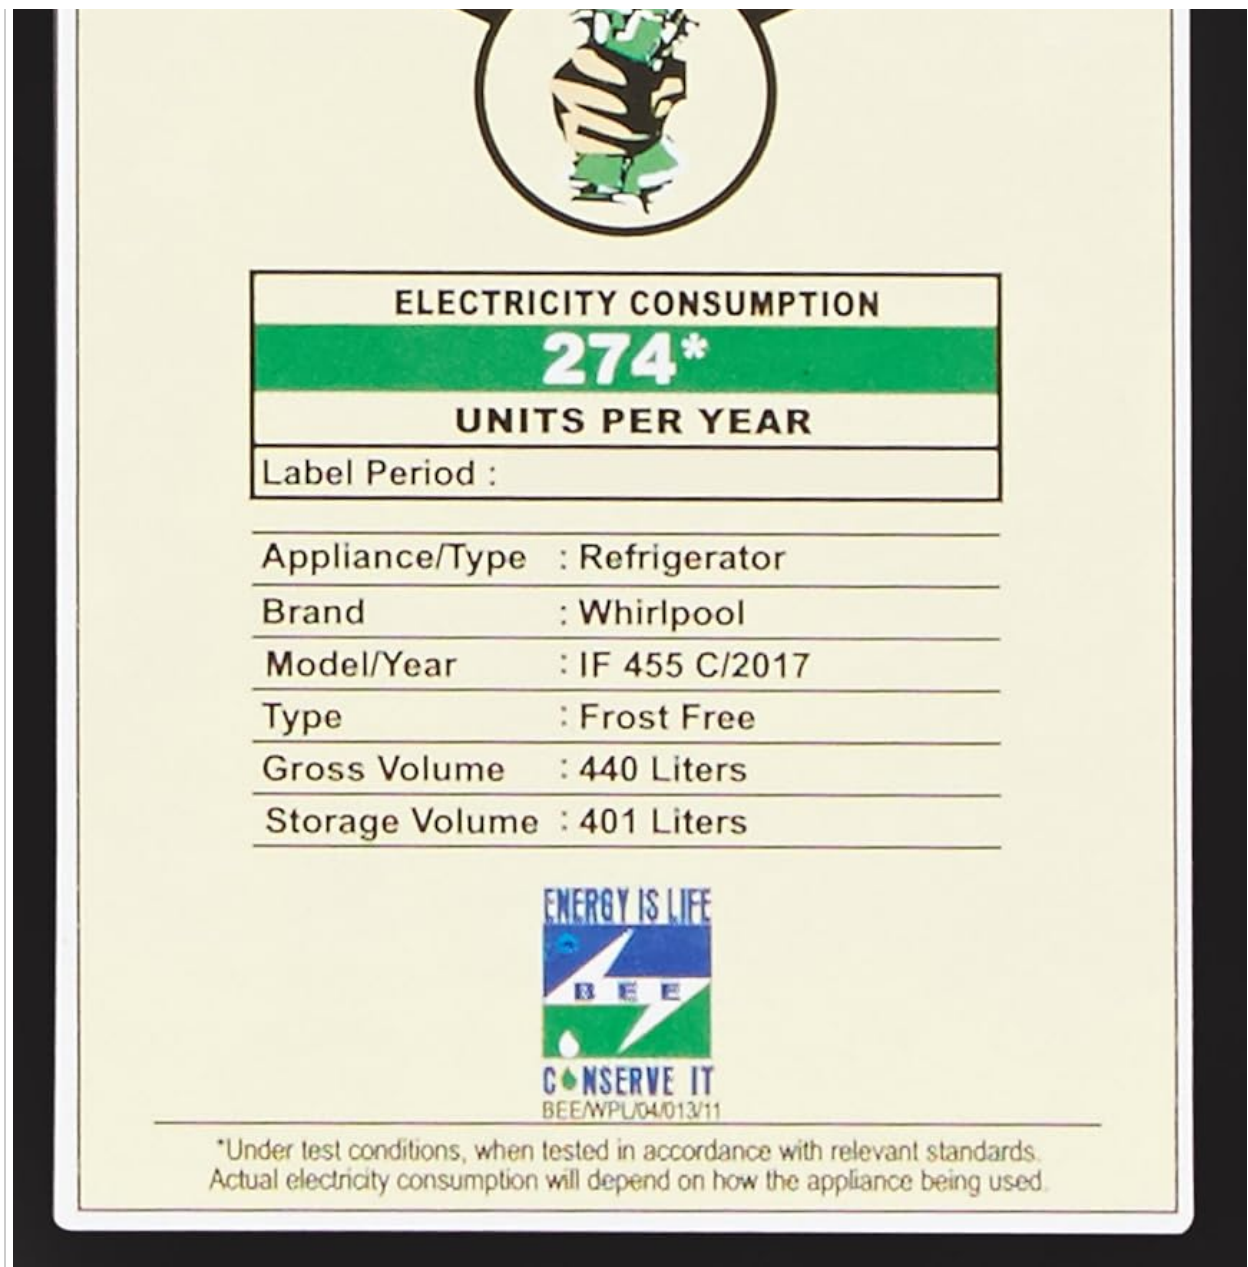 ELECTRICITY CONSUMPTION
274*
UNITS PER YEAR
Label Period :
Appliance/Type : Refrigerator
Brand : Whirlpool
Model/Year : IF 455 C/2017
Type : Frost Free
Gross Volume : 440 Liters
Storage Volume : 401 Liters
ENERGY IS LIFE
BEE
CONSERVE IT
BEE/WPL/04/013/11
*Under test conditions, when tested in accordance with relevant standards.
Actual electricity consumption will depend on how the appliance being used.